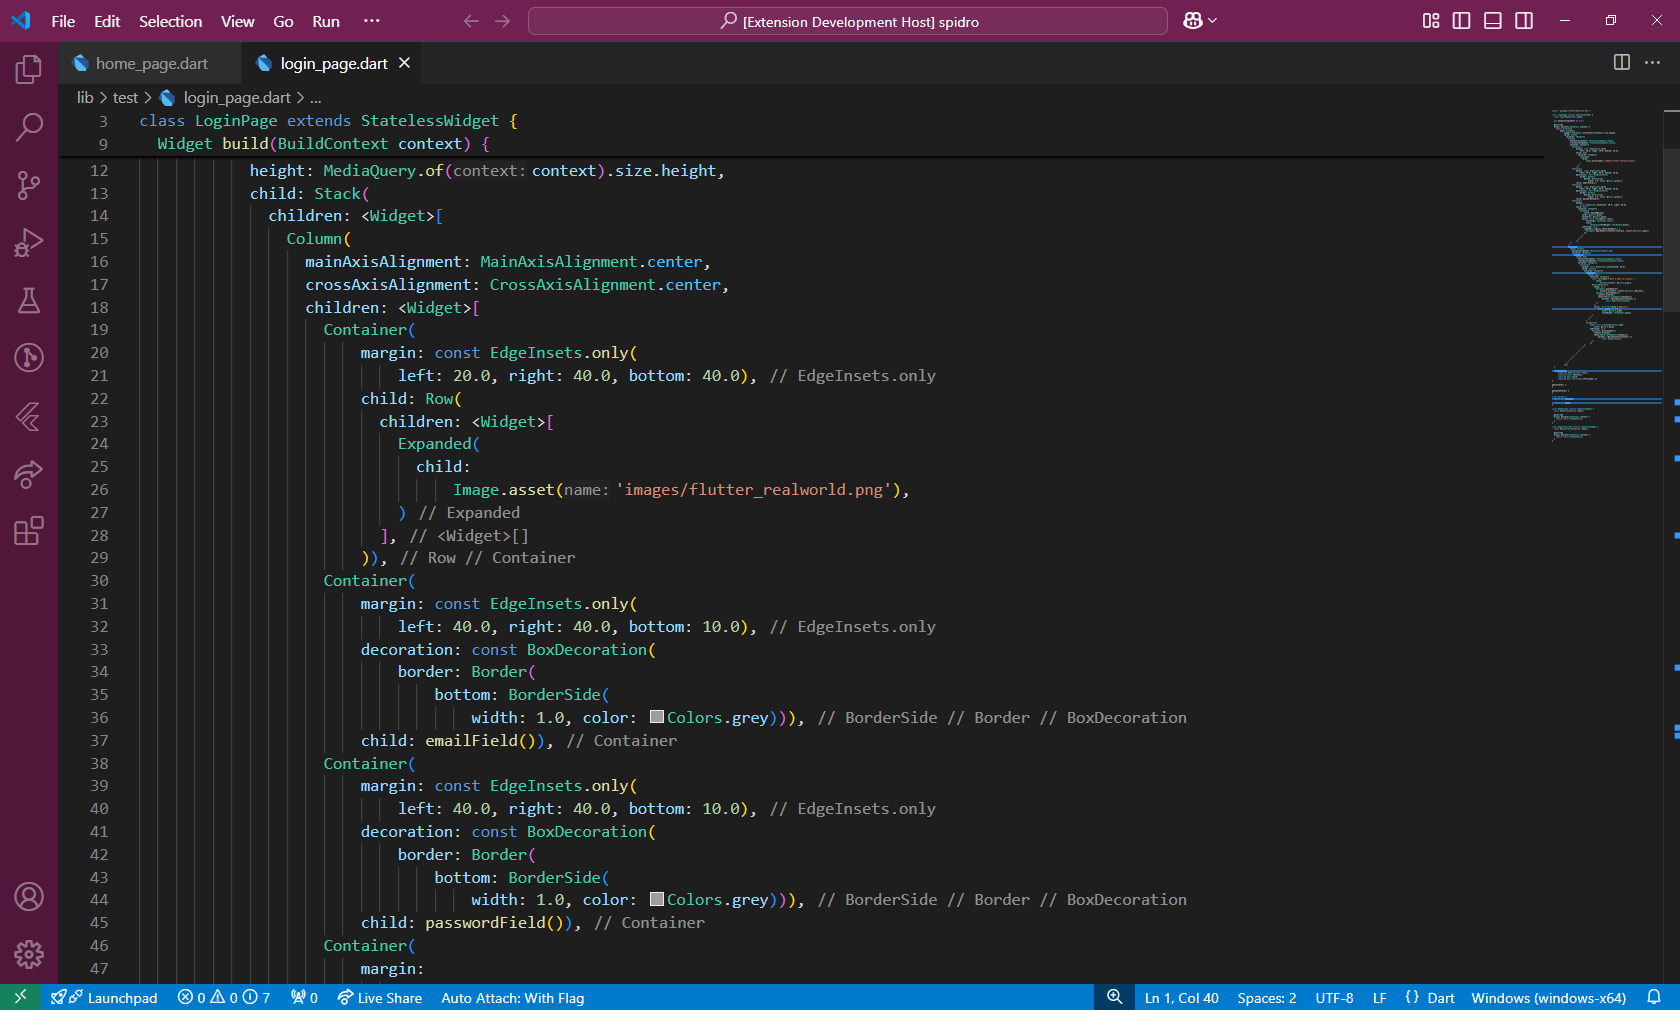 File Edit Selection View Go Run ··· [Extension Development Host] spidro
home_page.dart login_page.dart
lib > test > login_page.dart > ...
3 class LoginPage extends StatelessWidget {
9 Widget build(BuildContext context) {
12 height: MediaQuery.of(context: context).size.height,
13 child: Stack(
14 children: <Widget>[
15 Column(
16 mainAxisAlignment: MainAxisAlignment.center,
17 crossAxisAlignment: CrossAxisAlignment.center,
18 children: <Widget>[
19 Container(
20 margin: const EdgeInsets.only(
21 left: 20.0, right: 40.0, bottom: 40.0), // EdgeInsets.only
22 child: Row(
23 children: <Widget>[
24 Expanded(
25 child:
26 Image.asset(name: 'images/flutter_realworld.png'),
27 ) // Expanded
28 ], // <Widget>[]
29 )), // Row // Container
30 Container(
31 margin: const EdgeInsets.only(
32 left: 40.0, right: 40.0, bottom: 10.0), // EdgeInsets.only
33 decoration: const BoxDecoration(
34 border: Border(
35 bottom: BorderSide(
36 width: 1.0, color: Colors.grey))), // BorderSide // Border // BoxDecoration
37 child: emailField()), // Container
38 Container(
39 margin: const EdgeInsets.only(
40 left: 40.0, right: 40.0, bottom: 10.0), // EdgeInsets.only
41 decoration: const BoxDecoration(
42 border: Border(
43 bottom: BorderSide(
44 width: 1.0, color: Colors.grey))), // BorderSide // Border // BoxDecoration
45 child: passwordField()), // Container
46 Container(
47 margin:
Launchpad 0 0 7 0 Live Share Auto Attach: With Flag Ln 1, Col 40 Spaces: 2 UTF-8 LF {} Dart Windows (windows-x64)